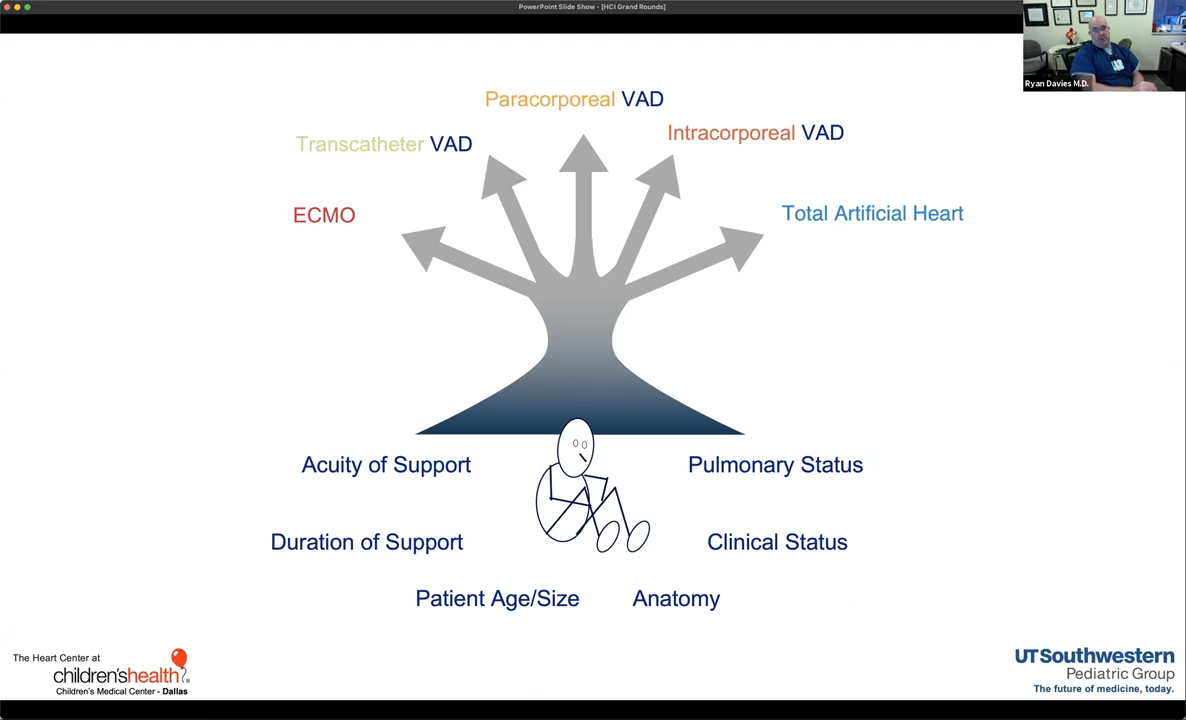 PowerPoint Slide Show - [HCI Grand Rounds]
Ryan Davies M.D.
Paracorporeal VAD
Transcatheter VAD
Intracorporeal VAD
ECMO
Total Artificial Heart
Acuity of Support
Pulmonary Status
Duration of Support
Clinical Status
Patient Age/Size
Anatomy
The Heart Center at
children'shealth®
Children's Medical Center - Dallas
UTSouthwestern
Pediatric Group
The future of medicine, today.